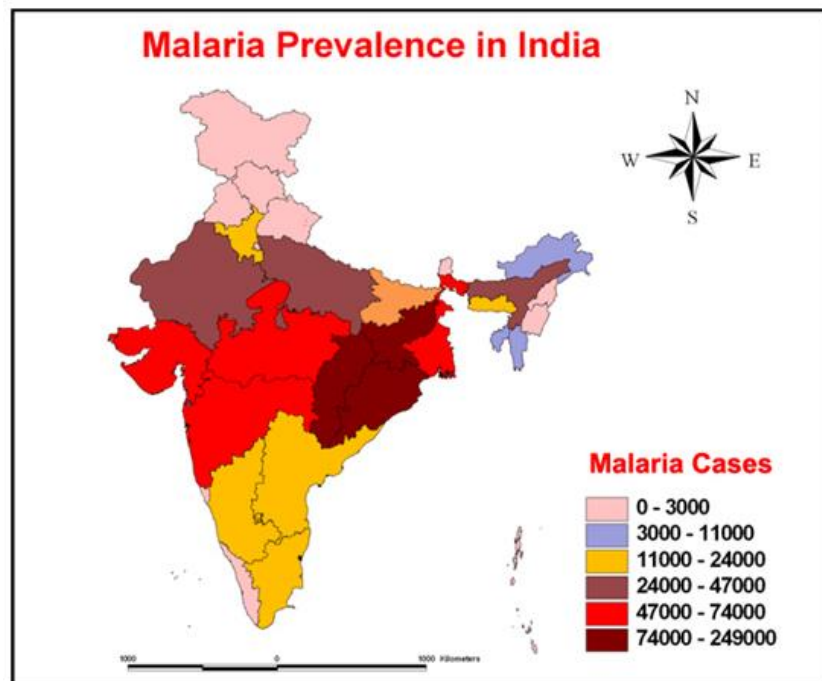 Malaria Prevalence in India
N
W E
S
Malaria Cases
0 - 3000
3000 - 11000
11000 - 24000
24000 - 47000
47000 - 74000
74000 - 249000
1000 0 1000 Kilometers